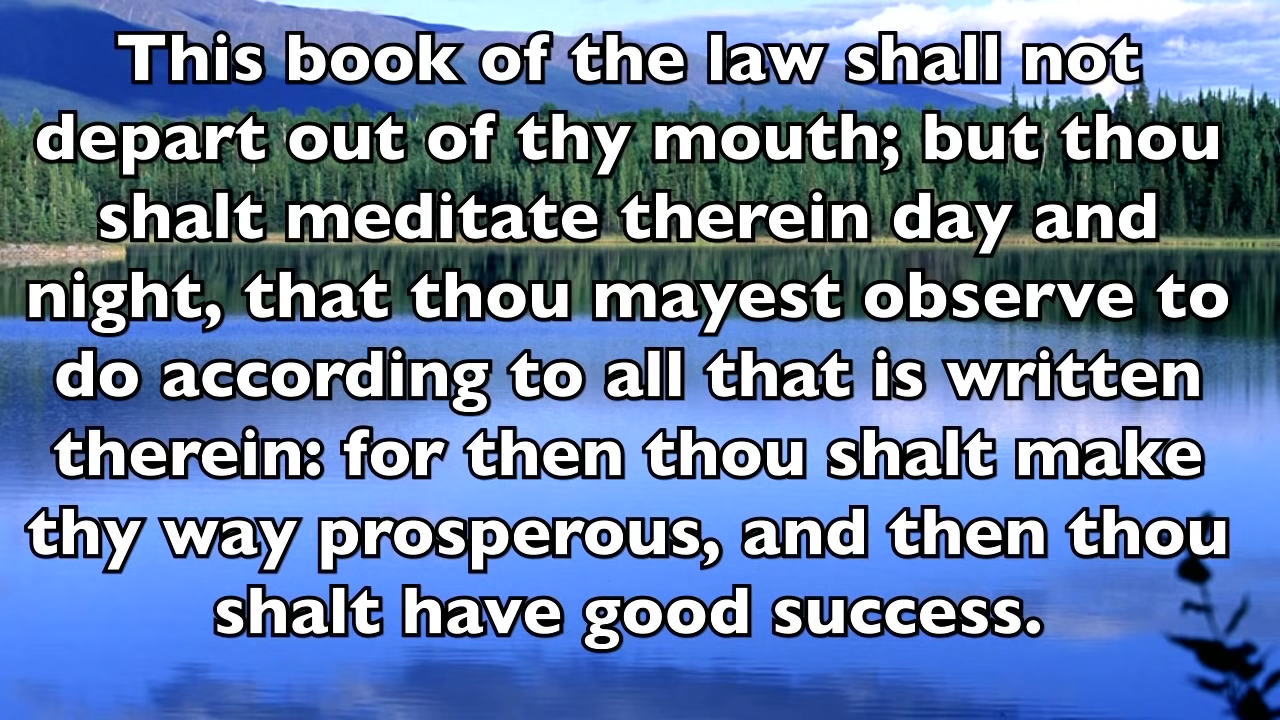 This book of the law shall not
depart out of thy mouth; but thou
shalt meditate therein day and
night, that thou mayest observe to
do according to all that is written
therein: for then thou shalt make
thy way prosperous, and then thou
shalt have good success.